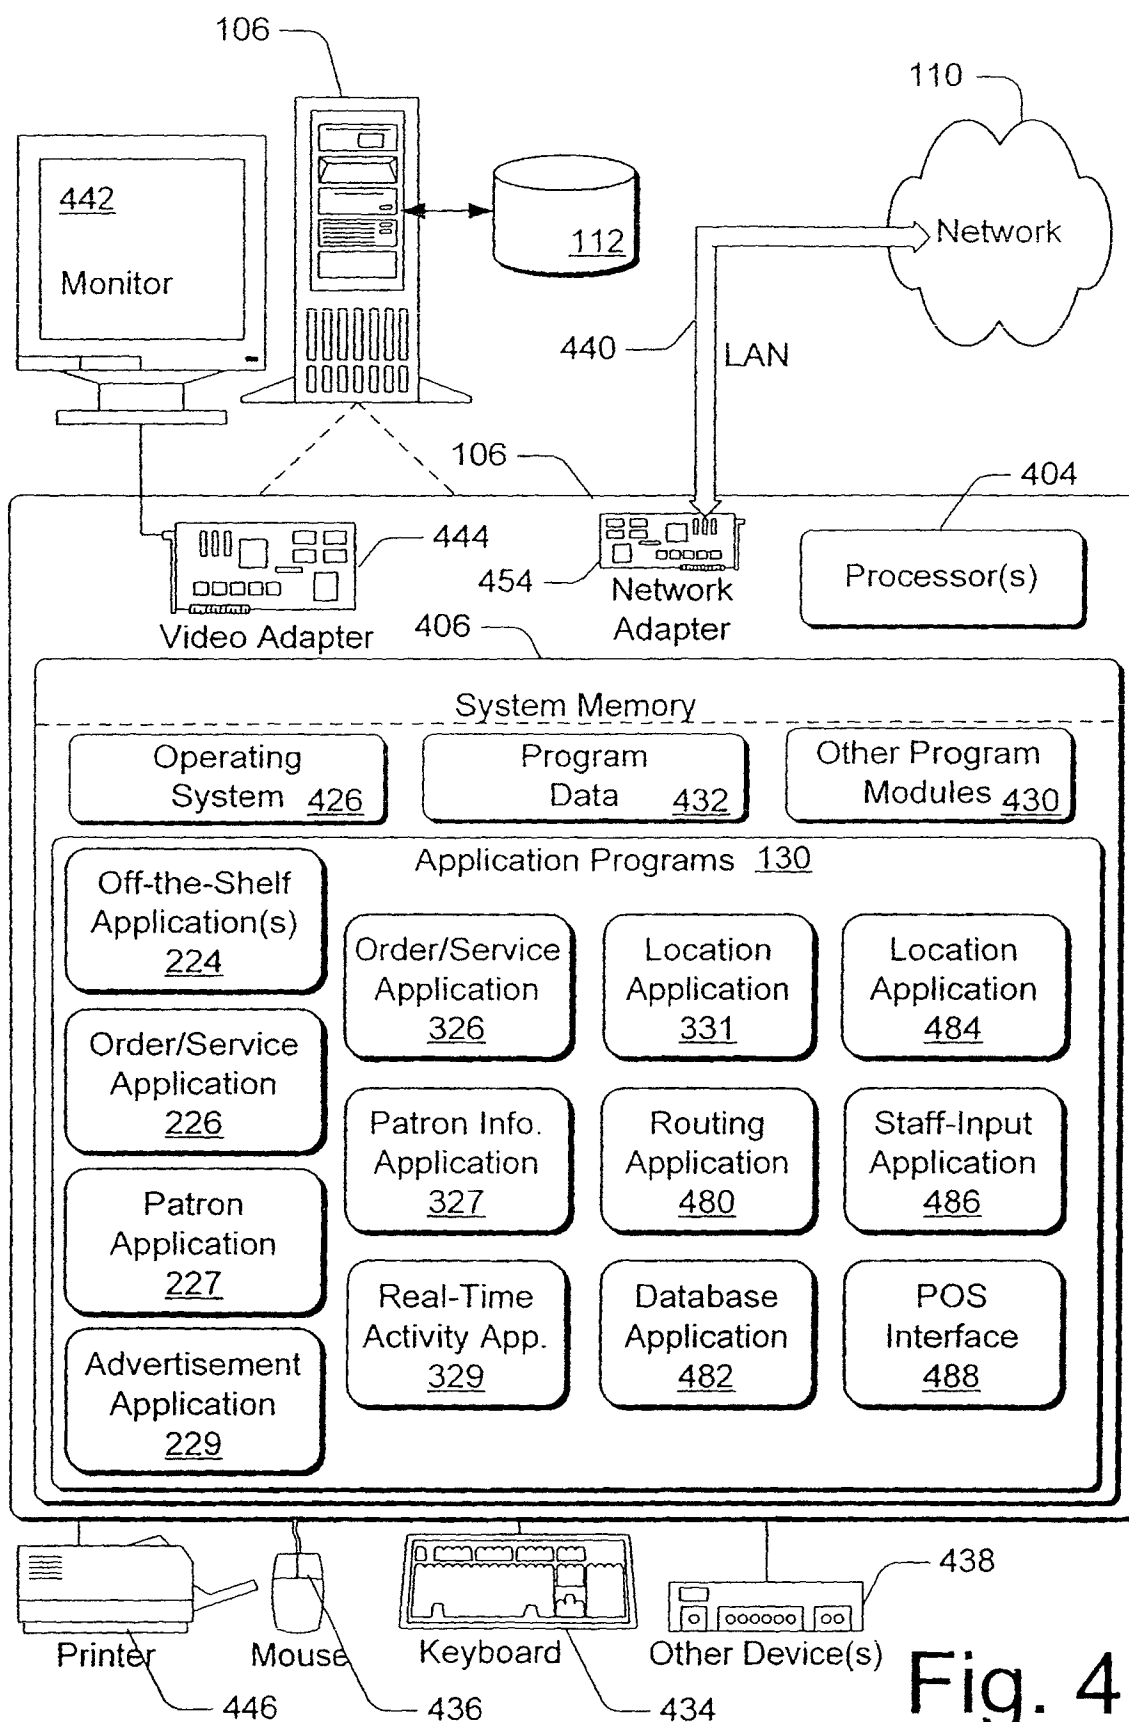 106
110
442
Monitor
112
Network
440
LAN
106
404
444
454
Network
Adapter
Processor(s)
Video Adapter
406
System Memory
Operating
System 426
Program
Data 432
Other Program
Modules 430
Application Programs 130
Off-the-Shelf
Application(s)
224
Order/Service
Application
226
Patron
Application
227
Advertisement
Application
229
Order/Service
Application
326
Location
Application
331
Location
Application
484
Patron Info.
Application
327
Routing
Application
480
Staff-Input
Application
486
Real-Time
Activity App.
329
Database
Application
482
POS
Interface
488
438
Printer
Mouse
Keyboard
Other Device(s)
446
436
434
Fig. 4